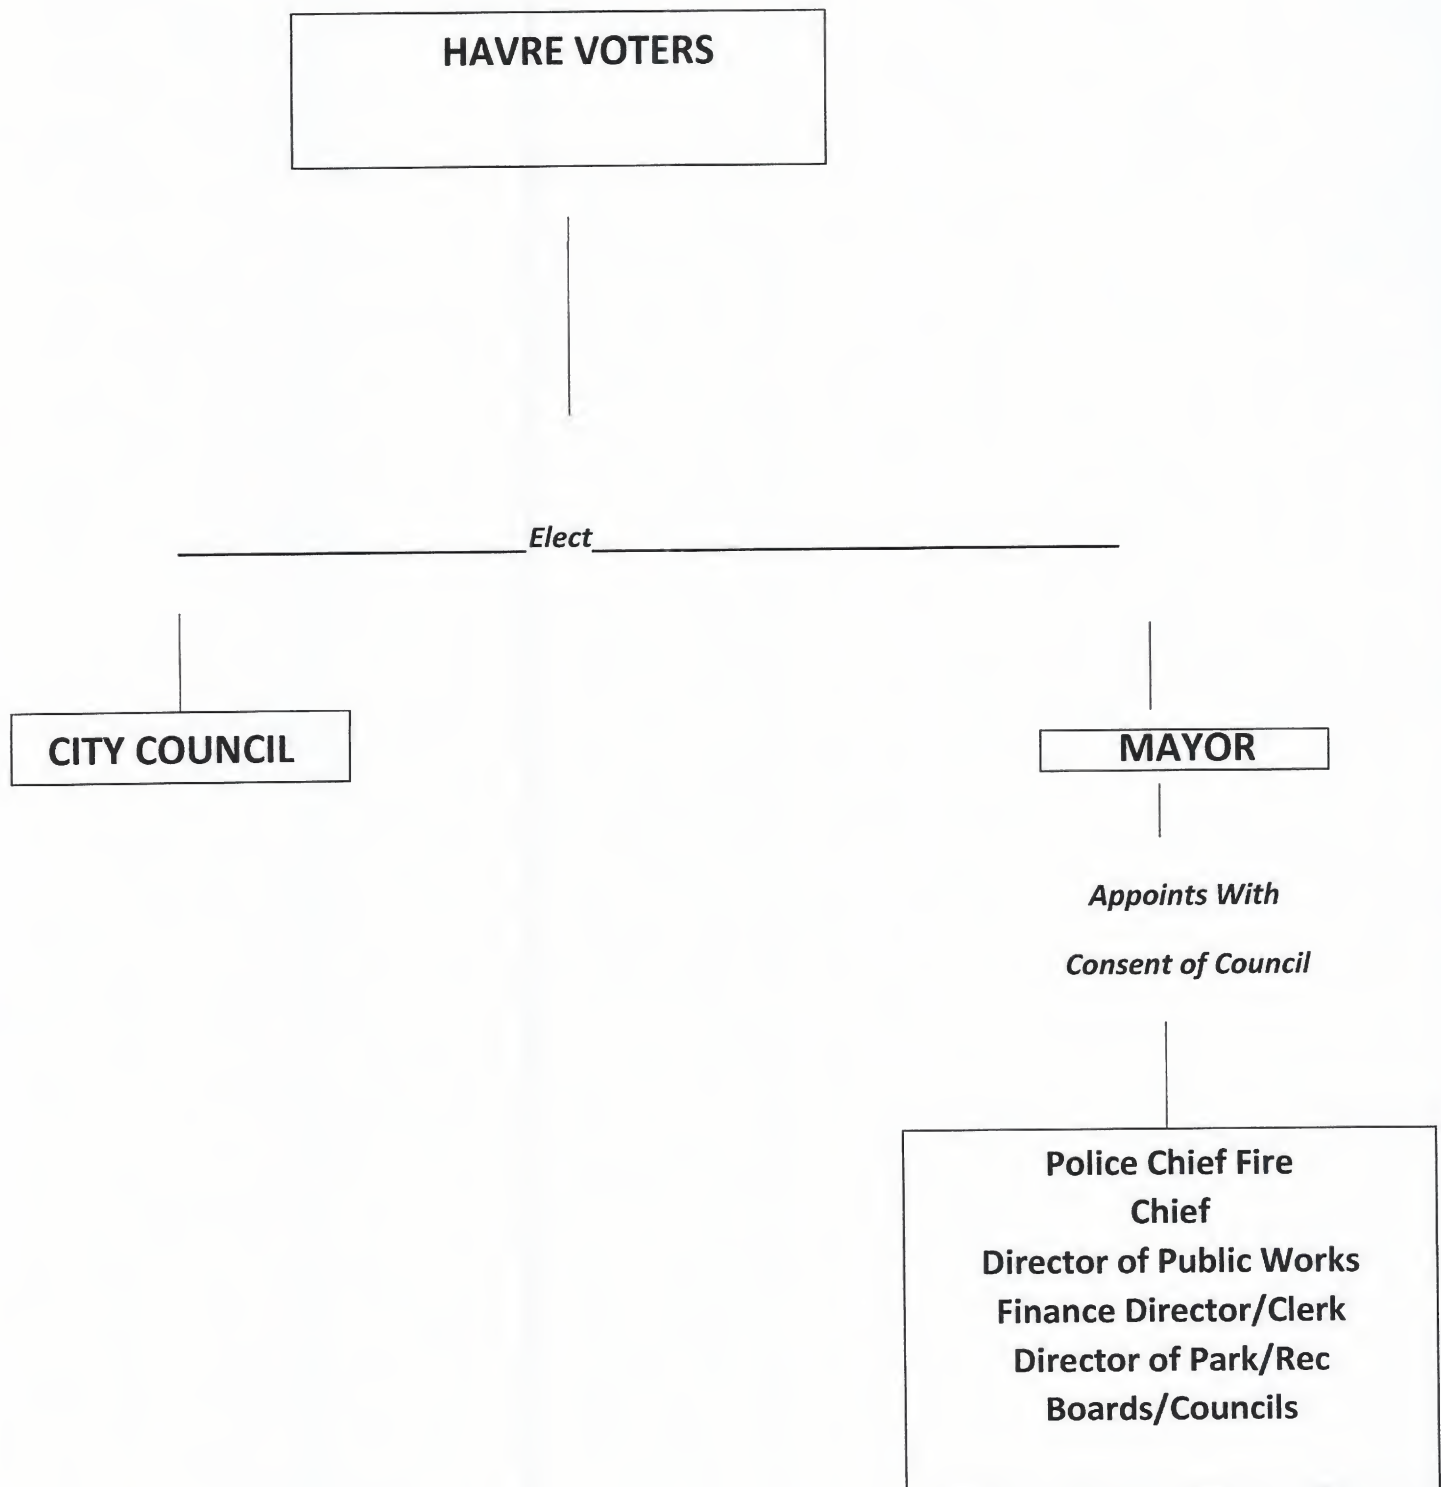 HAVRE VOTERS
Elect
CITY COUNCIL
MAYOR
Appoints With
Consent of Council
Police Chief Fire
Chief
Director of Public Works
Finance Director/Clerk
Director of Park/Rec
Boards/Councils